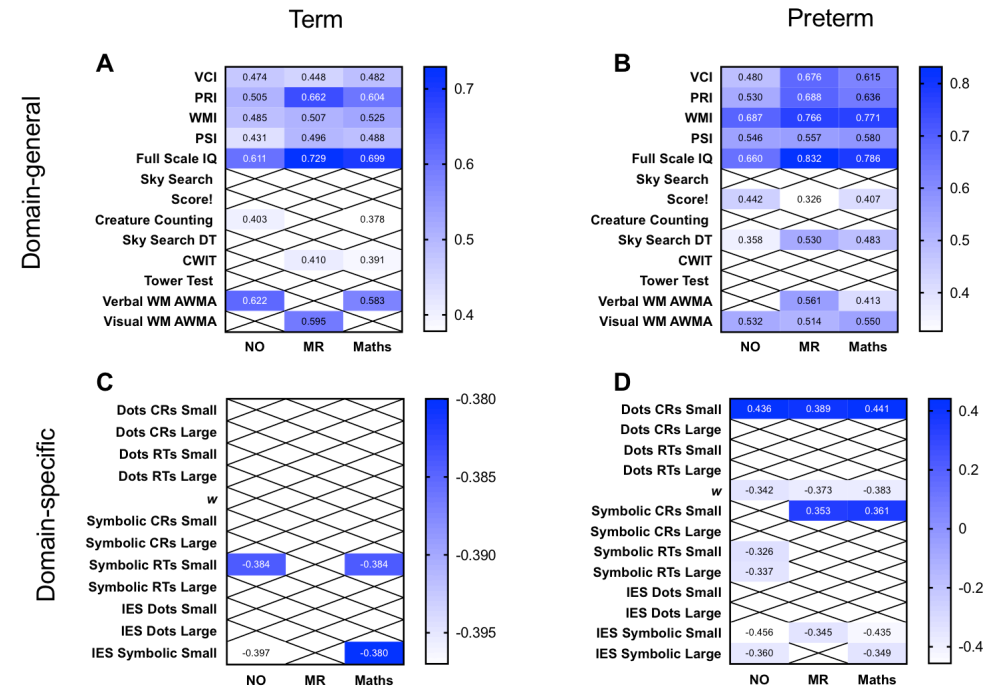 Term
Preterm
Domain-general
A
VCI 0.474 0.448 0.482
PRI 0.505 0.662 0.604
WMI 0.485 0.507 0.525
PSI 0.431 0.496 0.488
Full Scale IQ 0.611 0.729 0.699
Sky Search
Score!
Creature Counting 0.403 0.378
Sky Search DT
CWIT 0.410 0.391
Tower Test
Verbal WM AWMA 0.622 0.583
Visual WM AWMA 0.595
NO MR Maths
0.7
0.6
0.5
0.4
B
VCI 0.480 0.676 0.615
PRI 0.530 0.688 0.636
WMI 0.687 0.766 0.771
PSI 0.546 0.557 0.580
Full Scale IQ 0.660 0.832 0.786
Sky Search
Score! 0.442 0.326 0.407
Creature Counting
Sky Search DT 0.358 0.530 0.483
CWIT
Tower Test
Verbal WM AWMA 0.561 0.413
Visual WM AWMA 0.532 0.514 0.550
NO MR Maths
0.8
0.7
0.6
0.5
0.4
Domain-specific
C
Dots CRs Small
Dots CRs Large
Dots RTs Small
Dots RTs Large
w
Symbolic CRs Small
Symbolic CRs Large
Symbolic RTs Small -0.384 -0.384
Symbolic RTs Large
IES Dots Small
IES Dots Large
IES Symbolic Small -0.397 -0.380
NO MR Maths
-0.380
-0.385
-0.390
-0.395
D
Dots CRs Small 0.436 0.389 0.441
Dots CRs Large
Dots RTs Small
Dots RTs Large
w -0.342 -0.373 -0.383
Symbolic CRs Small 0.353 0.361
Symbolic CRs Large
Symbolic RTs Small -0.326
Symbolic RTs Large -0.337
IES Dots Small
IES Dots Large
IES Symbolic Small -0.456 -0.345 -0.435
IES Symbolic Large -0.360 -0.349
NO MR Maths
0.4
0.2
0
-0.2
-0.4